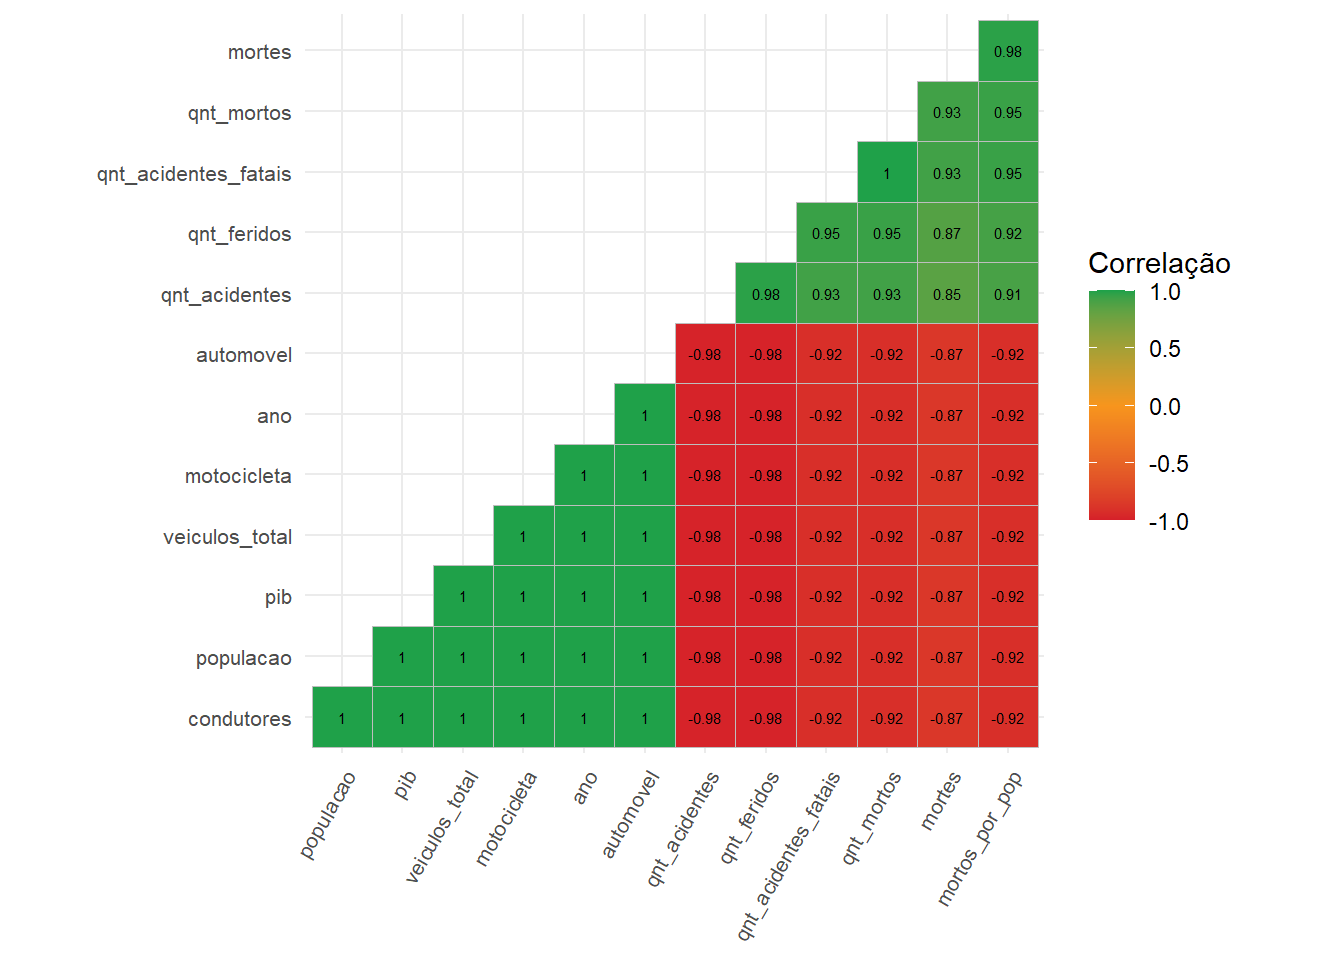 mortes 0.98
qnt_mortos 0.93 0.95
qnt_acidentes_fatais 1 0.93 0.95
qnt_feridos 0.95 0.95 0.87 0.92
qnt_acidentes 0.98 0.93 0.93 0.85 0.91
automovel -0.98 -0.98 -0.92 -0.92 -0.87 -0.92
ano 1 -0.98 -0.98 -0.92 -0.92 -0.87 -0.92
motocicleta 1 1 -0.98 -0.98 -0.92 -0.92 -0.87 -0.92
veiculos_total 1 1 1 -0.98 -0.98 -0.92 -0.92 -0.87 -0.92
pib 1 1 1 1 -0.98 -0.98 -0.92 -0.92 -0.87 -0.92
populacao 1 1 1 1 1 -0.98 -0.98 -0.92 -0.92 -0.87 -0.92
condutores 1 1 1 1 1 1 -0.98 -0.98 -0.92 -0.92 -0.87 -0.92
populacao
pib
veiculos_total
motocicleta
ano
automovel
qnt_acidentes
qnt_feridos
qnt_acidentes_fatais
qnt_mortos
mortes
mortos_por_pop
Correlação
1.0
0.5
0.0
-0.5
-1.0